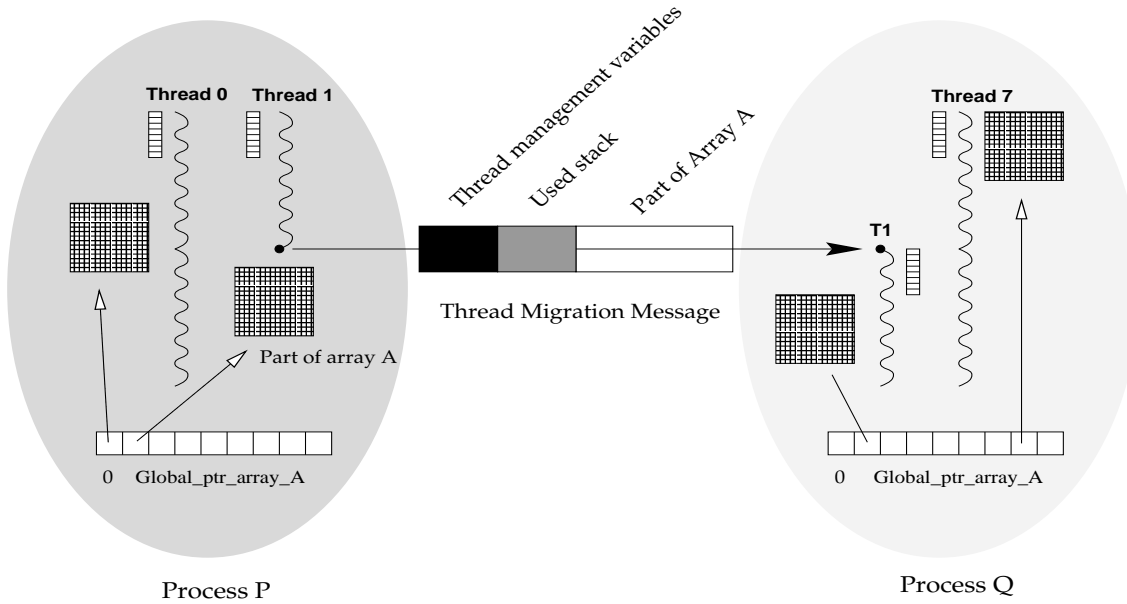 Thread 0
Thread 1
Part of array A
0
Global_ptr_array_A
Process P
Thread management variables
Used stack
Part of Array A
Thread Migration Message
Thread 7
T1
0
Global_ptr_array_A
Process Q